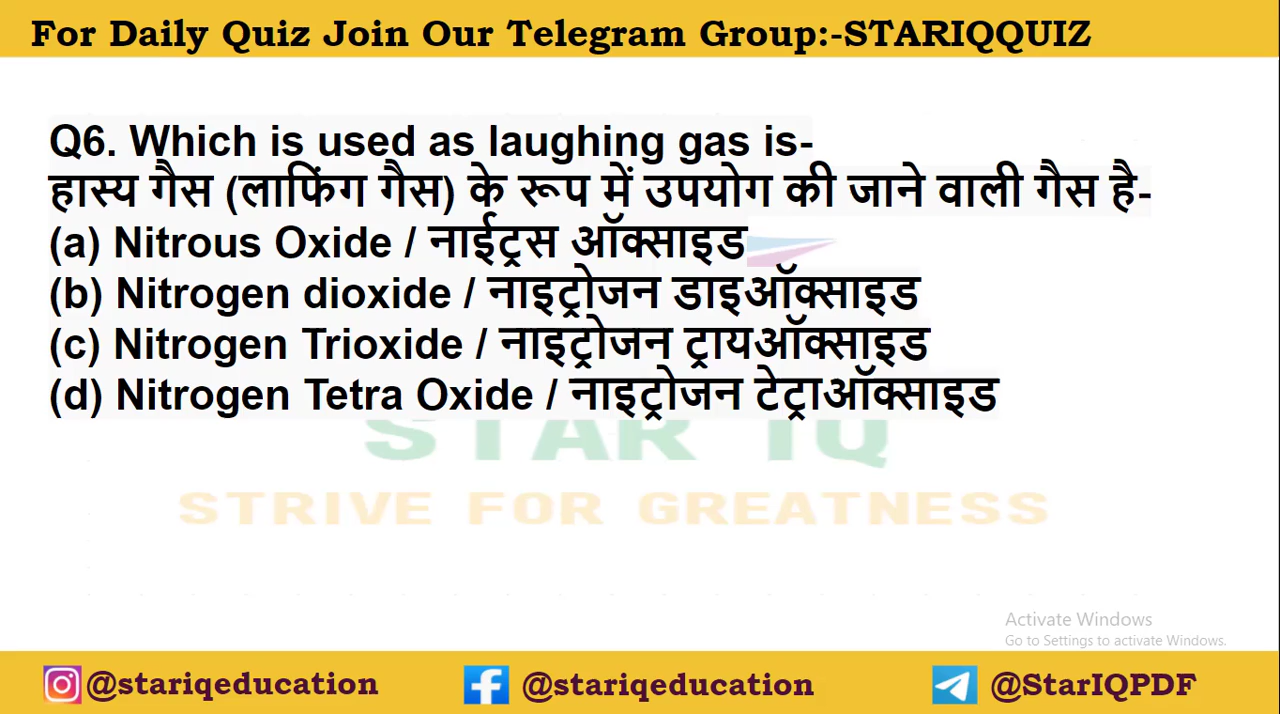 For Daily Quiz Join Our Telegram Group:-STARIQQUIZ
Q6. Which is used as laughing gas is-
हास्य गैस (लाफिंग गैस) के रूप में उपयोग की जाने वाली गैस है-
(a) Nitrous Oxide / नाईट्रस ऑक्साइड
(b) Nitrogen dioxide / नाइट्रोजन डाइऑक्साइड
(c) Nitrogen Trioxide / नाइट्रोजन ट्रायऑक्साइड
(d) Nitrogen Tetra Oxide / नाइट्रोजन टेट्राऑक्साइड
STAR IQ
STRIVE FOR GREATNESS
Activate Windows
Go to Settings to activate Windows.
@stariqeducation @stariqeducation @StarIQPDF